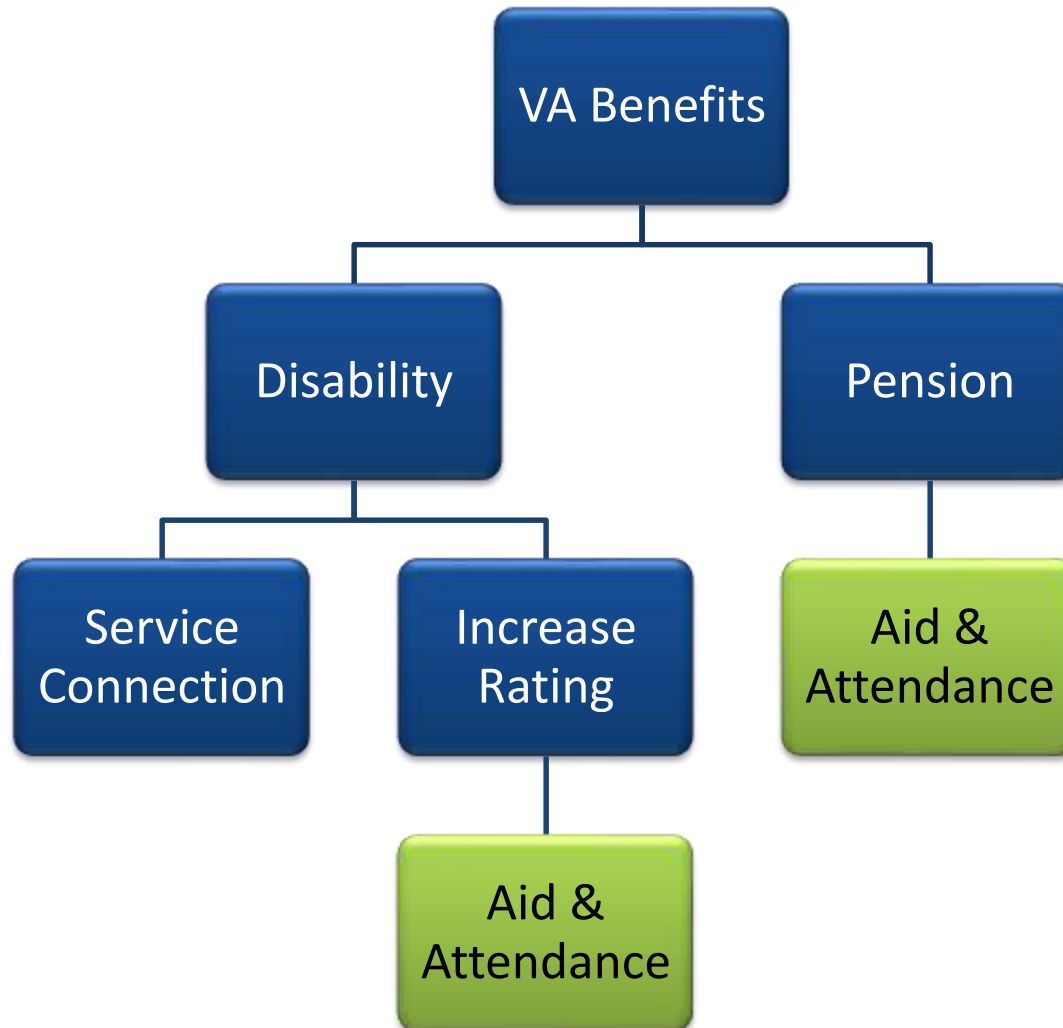 VA Benefits
Disability
Pension
Service
Connection
Increase
Rating
Aid &
Attendance
Aid &
Attendance